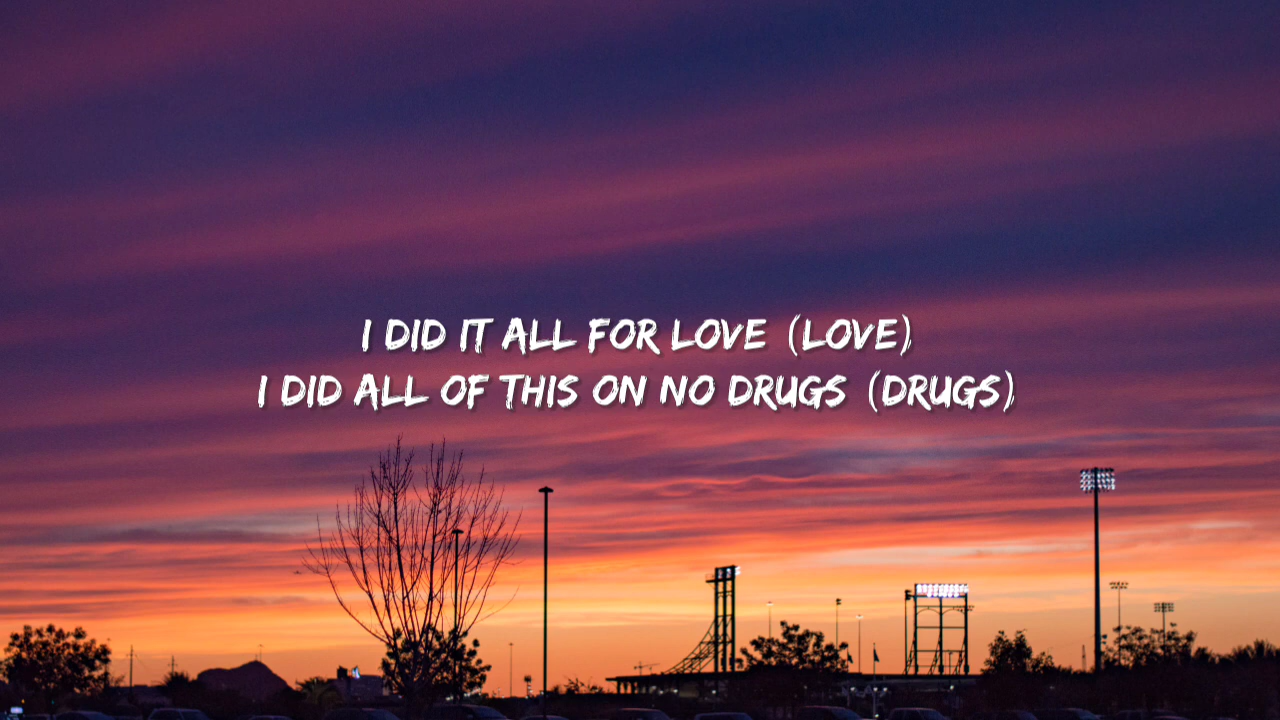 I DID IT ALL FOR LOVE (LOVE)
I DID ALL OF THIS ON NO DRUGS (DRUGS)